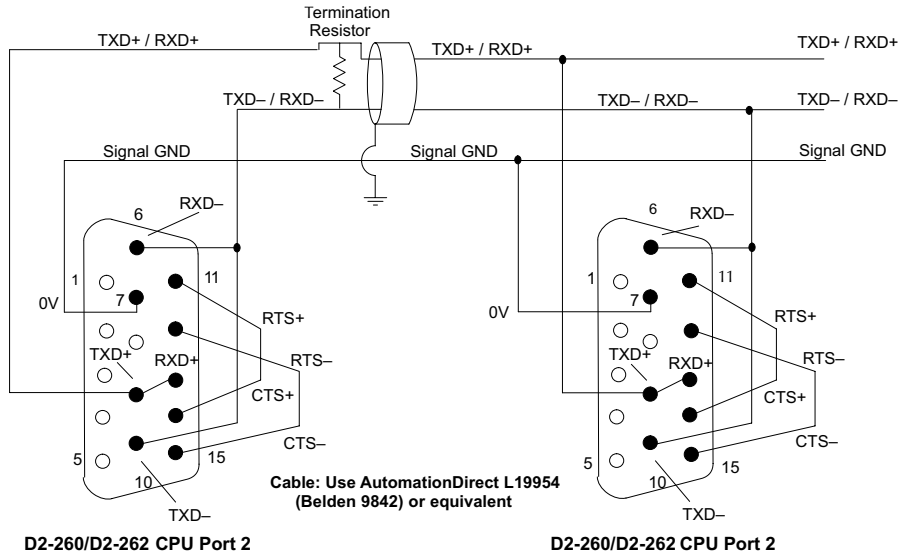 Termination
Resistor
TXD+ / RXD+
TXD+ / RXD+
TXD+ / RXD+
TXD– / RXD–
TXD– / RXD–
TXD– / RXD–
Signal GND
Signal GND
Signal GND
6
RXD–
1
11
7
0V
RTS+
TXD+
RXD+
RTS–
CTS+
CTS–
5
15
10
TXD–
6
RXD–
1
11
7
0V
RTS+
TXD+
RXD+
RTS–
CTS+
CTS–
5
15
10
TXD–
Cable: Use AutomationDirect L19954
(Belden 9842) or equivalent
D2-260/D2-262 CPU Port 2
D2-260/D2-262 CPU Port 2